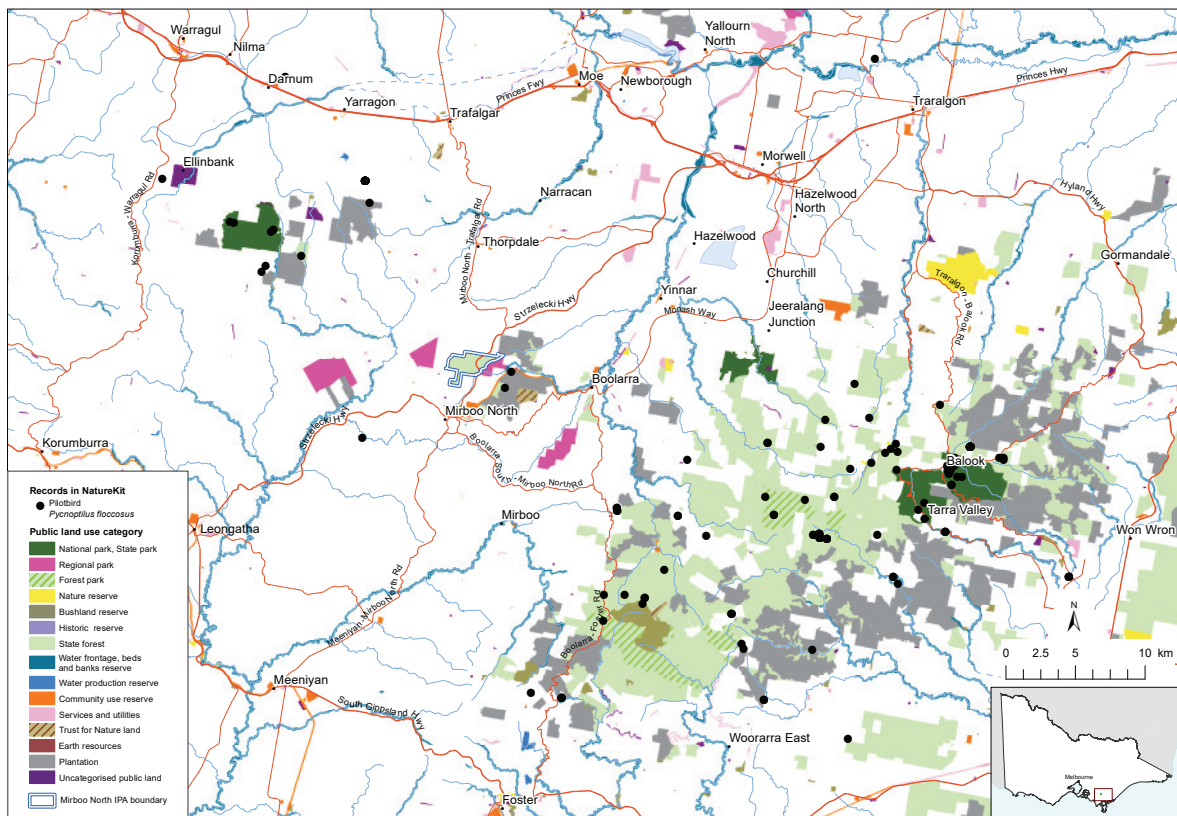 Warragul
Nilma
Darnum
Yarragon
Trafalgar
Princes Fwy
Moe
Newborough
Yallourn
North
Princes Hwy
Traralgon
Morwell
Hazelwood
North
Ellinbank
Korumburra - Warragul Rd
Narracan
Thorpdale
Mirboo North - Trafalgar Rd
Hazelwood
Hyland Hwy
Gormandale
Churchill
Traralgon - Balook Rd
Strzelecki Hwy
Yinnar
Monash Way
Jeeralang
Junction
Boolarra
Mirboo North
Strzelecki Hwy
Korumburra
Boolarra - South - Mirboo North Rd
Balook
Tarra Valley
Won Wron
Leongatha
Mirboo
Meeniyan - Mirboo North Rd
Boolarra - Foster Rd
Meeniyan
South Gippsland Hwy
Woorarra East
Foster
Records in NatureKit
Pilotbird
Pycnoptilus floccosus
Public land use category
National park, State park
Regional park
Forest park
Nature reserve
Bushland reserve
Historic reserve
State forest
Water frontage, beds
and banks reserve
Water production reserve
Community use reserve
Services and utilities
Trust for Nature land
Earth resources
Plantation
Uncategorised public land
Mirboo North IPA boundary
N
0 2.5 5 10 km
Melbourne